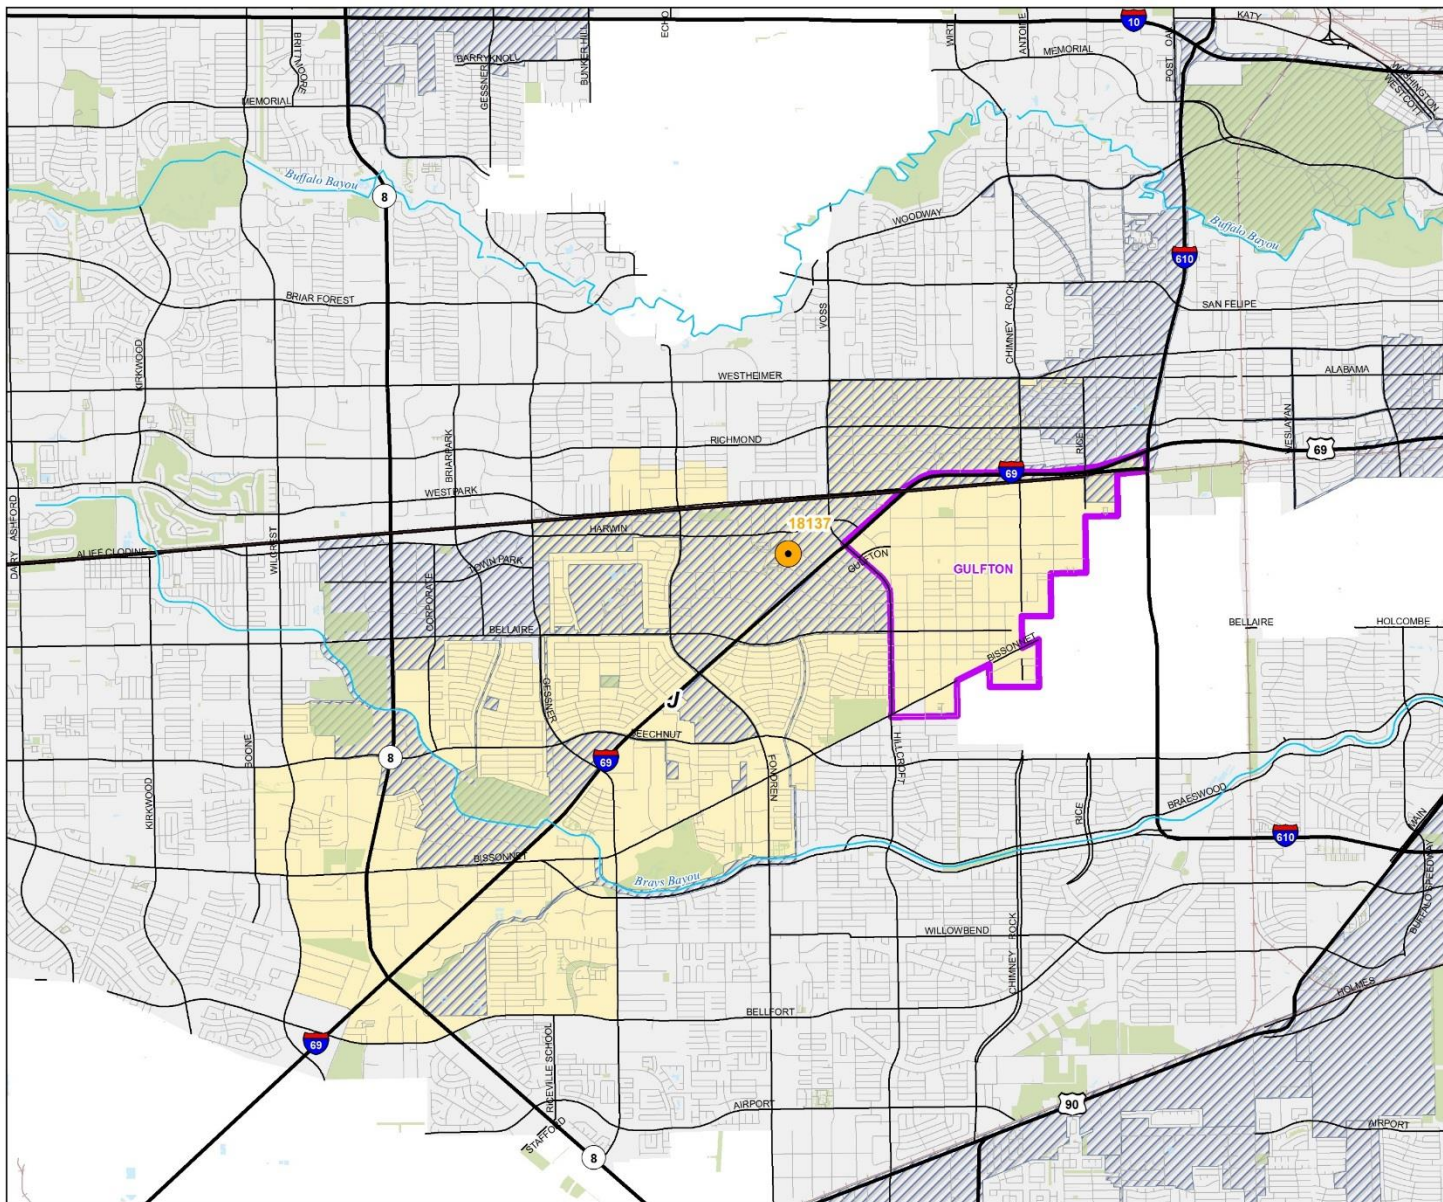 10
KATY
ECHO
WIRT
ANTOINE
POST OAK
BRITTMOORE
BARRYKNOLL
GESSNER
BUNKER HILL
MEMORIAL
WASHINGTON
WESTCOTT
MEMORIAL
Buffalo Bayou
8
WOODWAY
Buffalo Bayou
610
BRIAR FOREST
VOSS
CHIMNEY ROCK
SAN FELIPE
KIRKWOOD
WESTHEIMER
ALABAMA
BRIARPARK
RICHMOND
RICE
WESLAYAN
69
69
WESTPARK
DAIRY ASHFORD
HARWIN
18137
ALIEF CLODINE
WILCREST
TOWN PARK
GULFTON
GULFTON
CORPORATE
BELLAIRE
BELLAIRE
HOLCOMBE
BISSONNET
GESSNER
J
BOONE
BEECHNUT
HILLCROFT
8
69
FONDREN
KIRKWOOD
RICE
BRAESWOOD
610
MAIN
BISSONNET
Brays Bayou
BUFFALO SPEEDWAY
WILLOWBEND
CHIMNEY ROCK
HOLMES
BELLFORT
69
RICEVILLE SCHOOL
AIRPORT
90
AIRPORT
STAFFORD
8